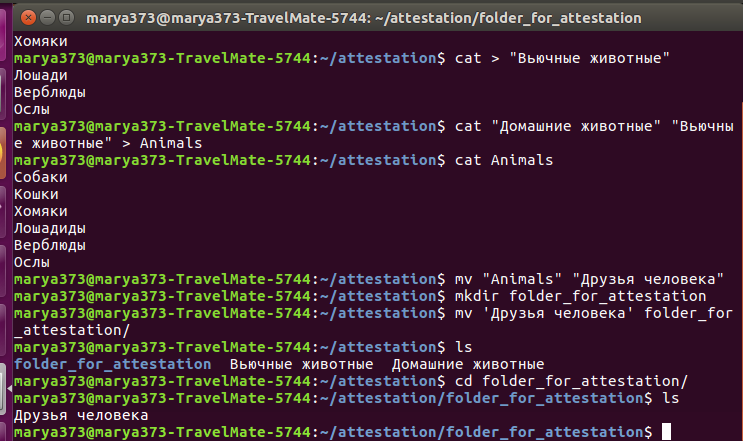 marya373@marya373-TravelMate-5744: ~/attestation/folder_for_attestation
Хомяки
marya373@marya373-TravelMate-5744:~/attestation$ cat > "Вьючные животные"
Лошади
Верблюды
Ослы
marya373@marya373-TravelMate-5744:~/attestation$ cat "Домашние животные" "Вьючны
е животные" > Animals
marya373@marya373-TravelMate-5744:~/attestation$ cat Animals
Собаки
Кошки
Хомяки
Лошадиды
Верблюды
Ослы
marya373@marya373-TravelMate-5744:~/attestation$ mv "Animals" "Друзья человека"
marya373@marya373-TravelMate-5744:~/attestation$ mkdir folder_for_attestation
marya373@marya373-TravelMate-5744:~/attestation$ mv 'Друзья человека' folder_for
_attestation/
marya373@marya373-TravelMate-5744:~/attestation$ ls
folder_for_attestation  Вьючные животные  Домашние животные
marya373@marya373-TravelMate-5744:~/attestation$ cd folder_for_attestation/
marya373@marya373-TravelMate-5744:~/attestation/folder_for_attestation$ ls
Друзья человека
marya373@marya373-TravelMate-5744:~/attestation/folder_for_attestation$